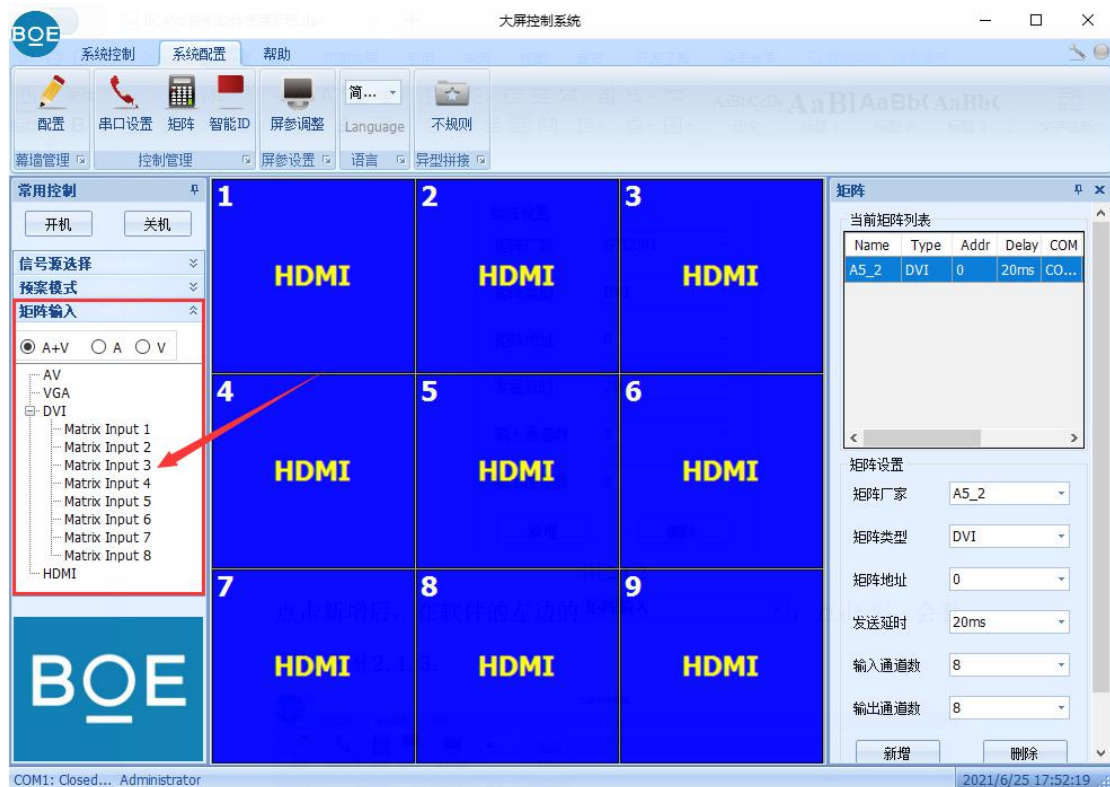 BOE
大屏控制系统
系统控制 系统配置 帮助
配置 串口设置 矩阵 智能ID 屏参调整 简... Language 不规则
幕墙管理 控制管理 屏参设置 语言 异型拼接
常用控制
开机 关机
信号源选择
预案模式
矩阵输入
A+V A V
AV
VGA
DVI
Matrix Input 1
Matrix Input 2
Matrix Input 3
Matrix Input 4
Matrix Input 5
Matrix Input 6
Matrix Input 7
Matrix Input 8
HDMI
BOE
1 2 3
HDMI HDMI HDMI
4 5 6
HDMI HDMI HDMI
7 8 9
HDMI HDMI HDMI
矩阵
当前矩阵列表
Name Type Addr Delay COM
A5_2 DVI 0 20ms CO...
矩阵设置
矩阵厂家 A5_2
矩阵类型 DVI
矩阵地址 0
发送延时 20ms
输入通道数 8
输出通道数 8
新增 删除
COM1: Closed... Administrator 2021/6/25 17:52:19